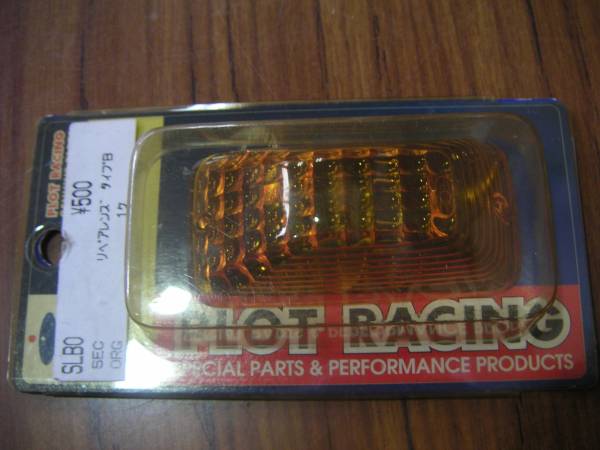 PLOT RACING
¥500
リペアレンズ タイプB
17
SLBO
SEC
ORG
PLOT RACING
SPECIAL PARTS & PERFORMANCE PRODUCTS